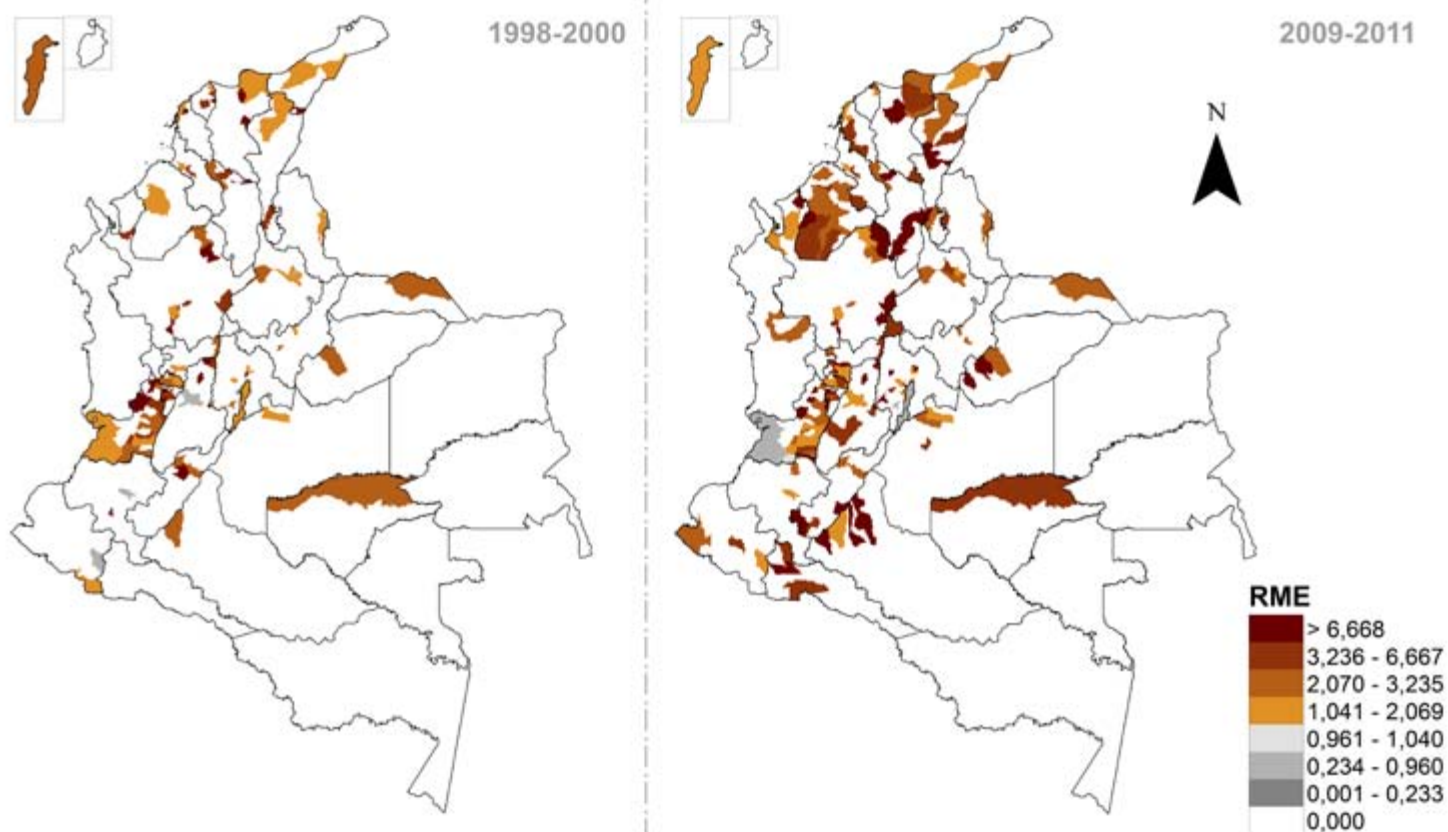 1998-2000
2009-2011
N
RME
> 6,668
3,236 - 6,667
2,070 - 3,235
1,041 - 2,069
0,961 - 1,040
0,234 - 0,960
0,001 - 0,233
0,000